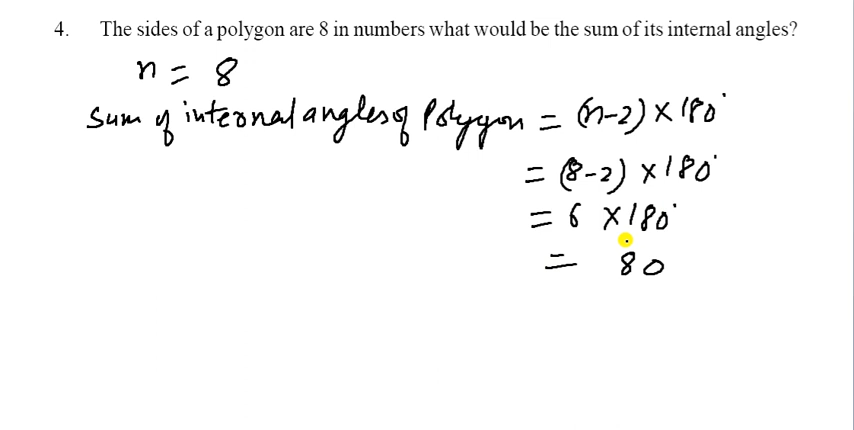 4. The sides of a polygon are 8 in numbers what would be the sum of its internal angles?
n = 8
Sum of internal angles of Polygon = (n-2) × 180°
= (8-2) × 180°
= 6 × 180°
= 80